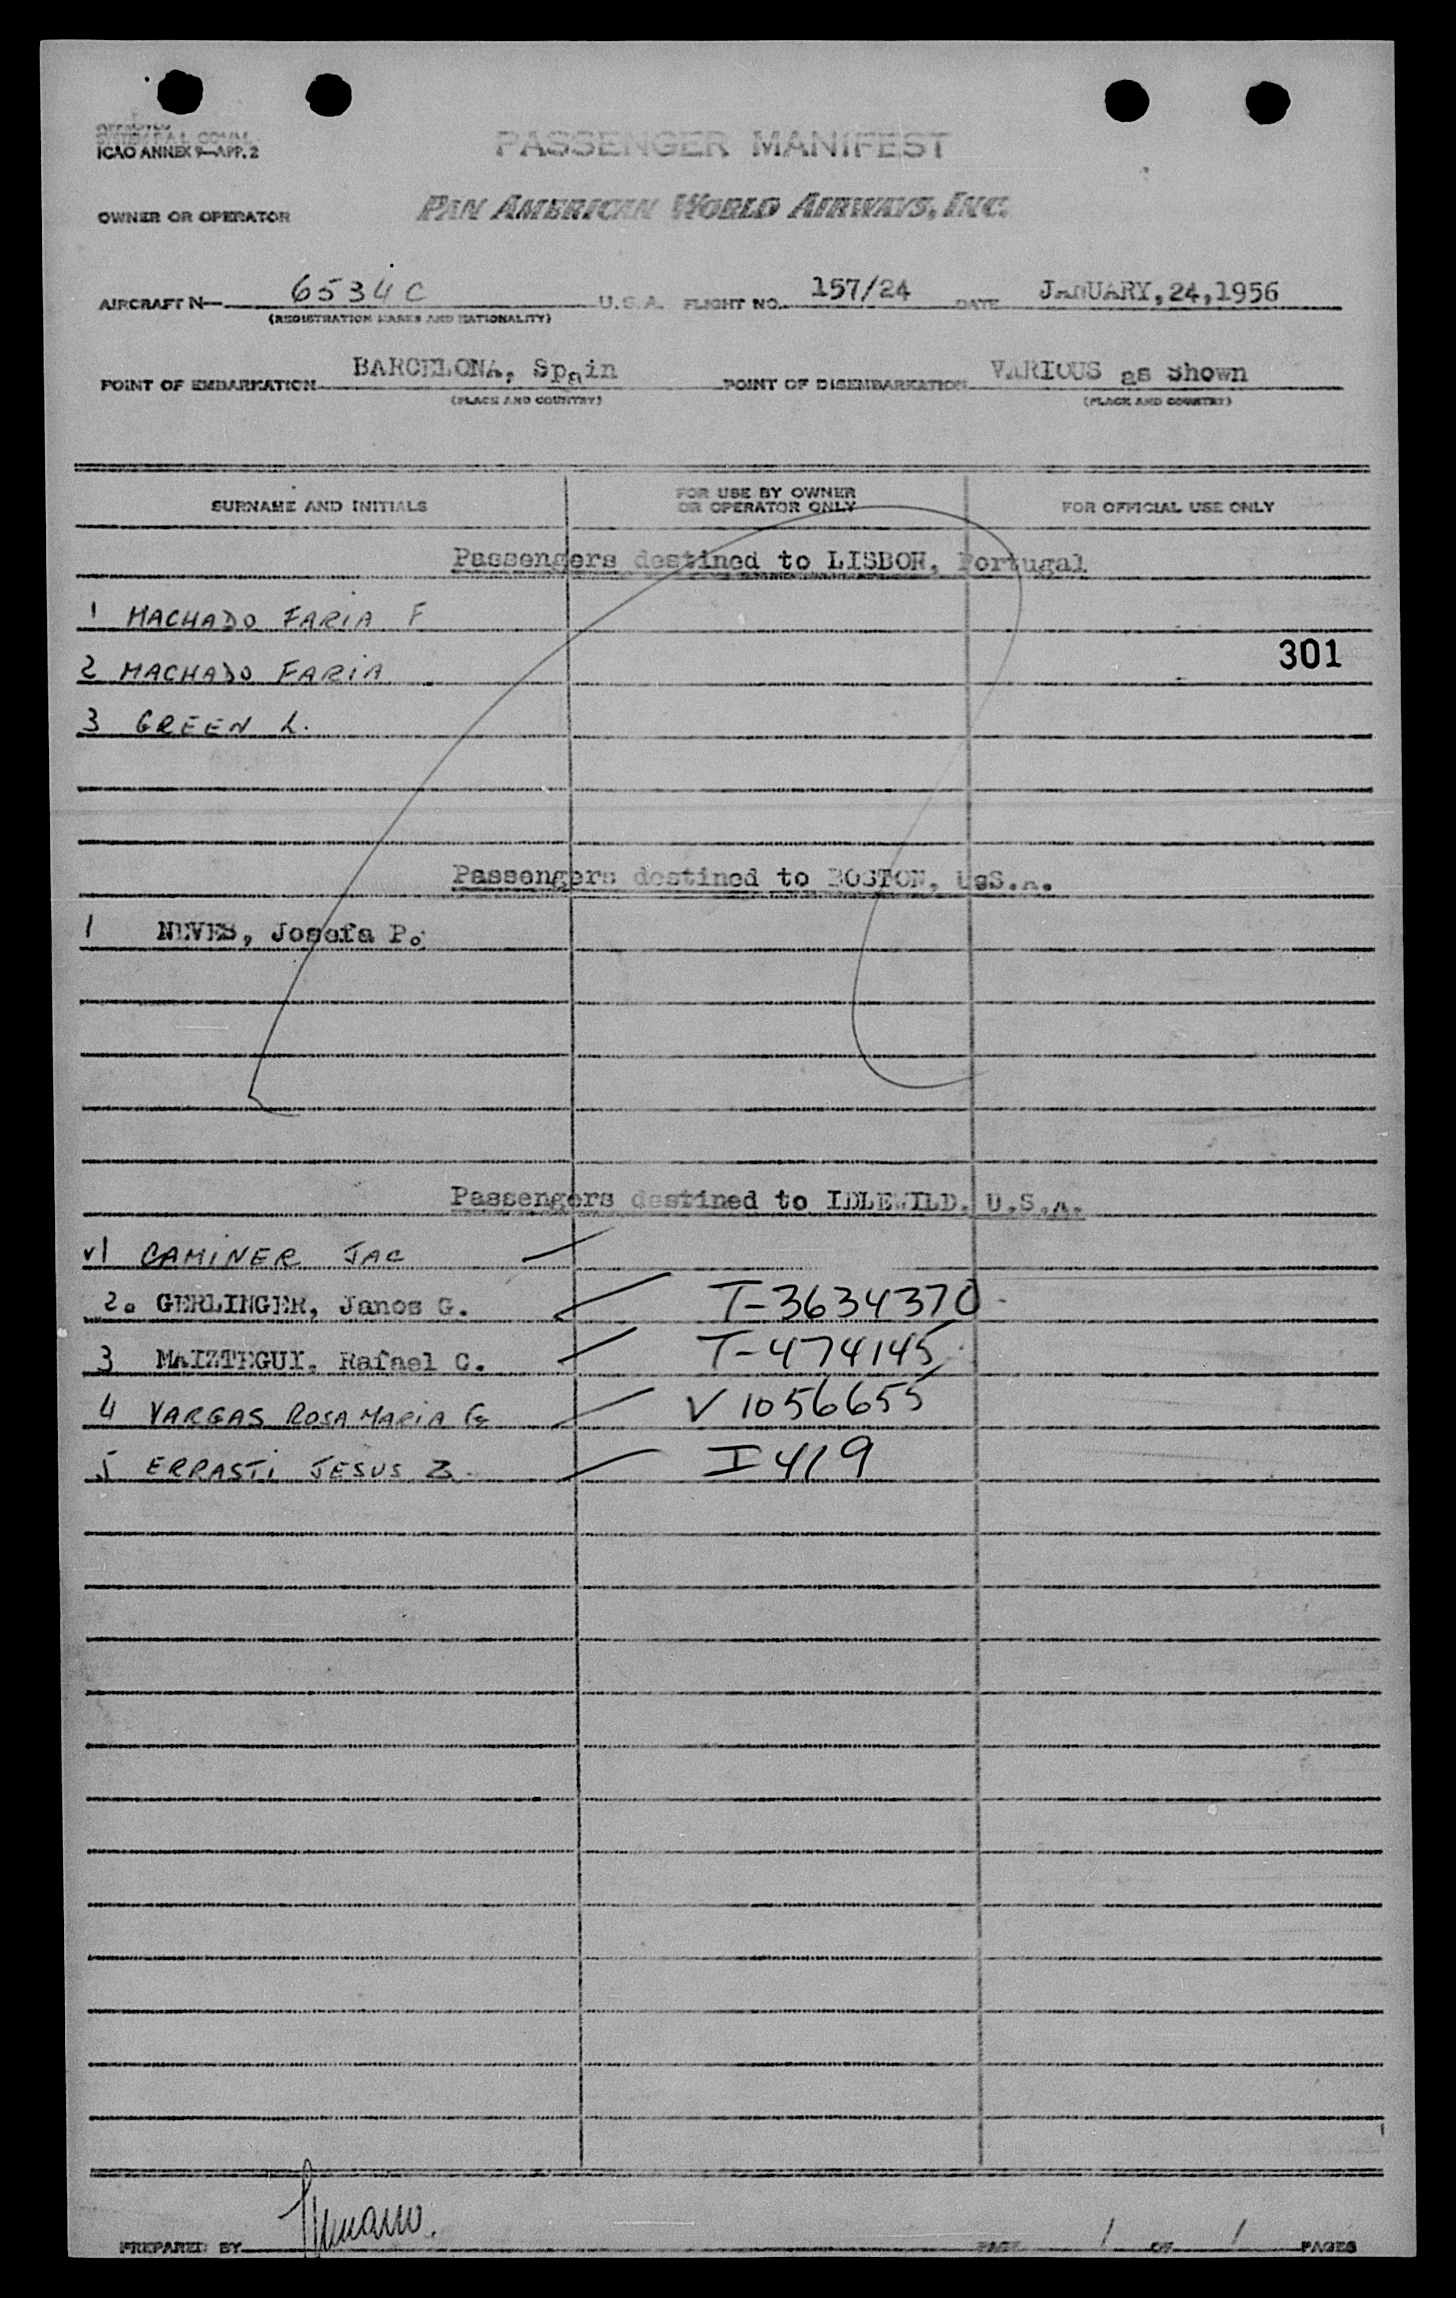 ICAO ANNEX 9—APP. 2
PASSENGER MANIFEST
OWNER OR OPERATOR PAN AMERICAN WORLD AIRWAYS, INC.
AIRCRAFT N— 6534C U.S.A. FLIGHT NO. 157/24 DATE JANUARY,24,1956
(REGISTRATION MARKS AND NATIONALITY)
POINT OF EMBARKATION BARCELONA, Spain POINT OF DISEMBARKATION VARIOUS as Shown
(PLACE AND COUNTRY) (PLACE AND COUNTRY)
SURNAME AND INITIALS FOR USE BY OWNER OR OPERATOR ONLY FOR OFFICIAL USE ONLY
Passengers destined to LISBON, Portugal
1 MACHADO FARIA F
2 MACHADO FARIA 301
3 GREEN L.
Passengers destined to BOSTON, U.S.A.
1 NEVES, Josefa P.
Passengers destined to IDLEWILD, U.S.A.
√1 CAMINER JAC
2. GERLINGER, Janos G. T-3634370
3 MAIZTEGUI, Rafael C. T-474145
4 VARGAS ROSA MARIA G V 1056655
5 ERRASTI JESUS Z. I 419
PREPARED BY PAGE 1 OF 1 PAGES